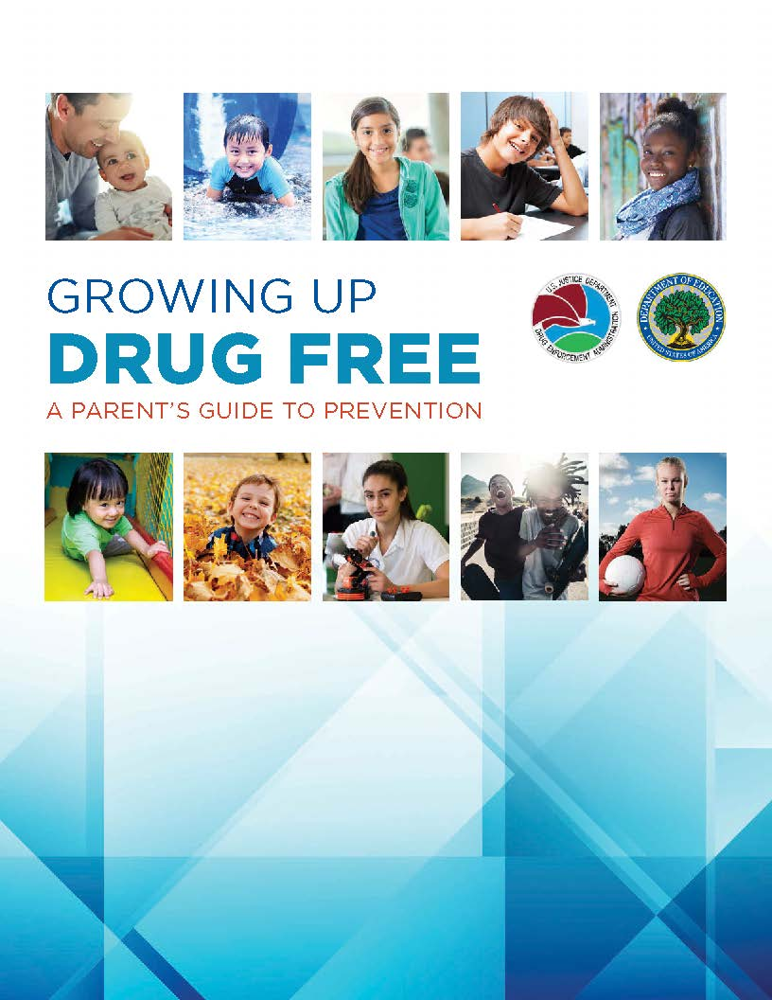 GROWING UP
DRUG FREE
A PARENT'S GUIDE TO PREVENTION
U.S. JUSTICE DEPARTMENT
DRUG ENFORCEMENT ADMINISTRATION
DEPARTMENT OF EDUCATION
UNITED STATES OF AMERICA